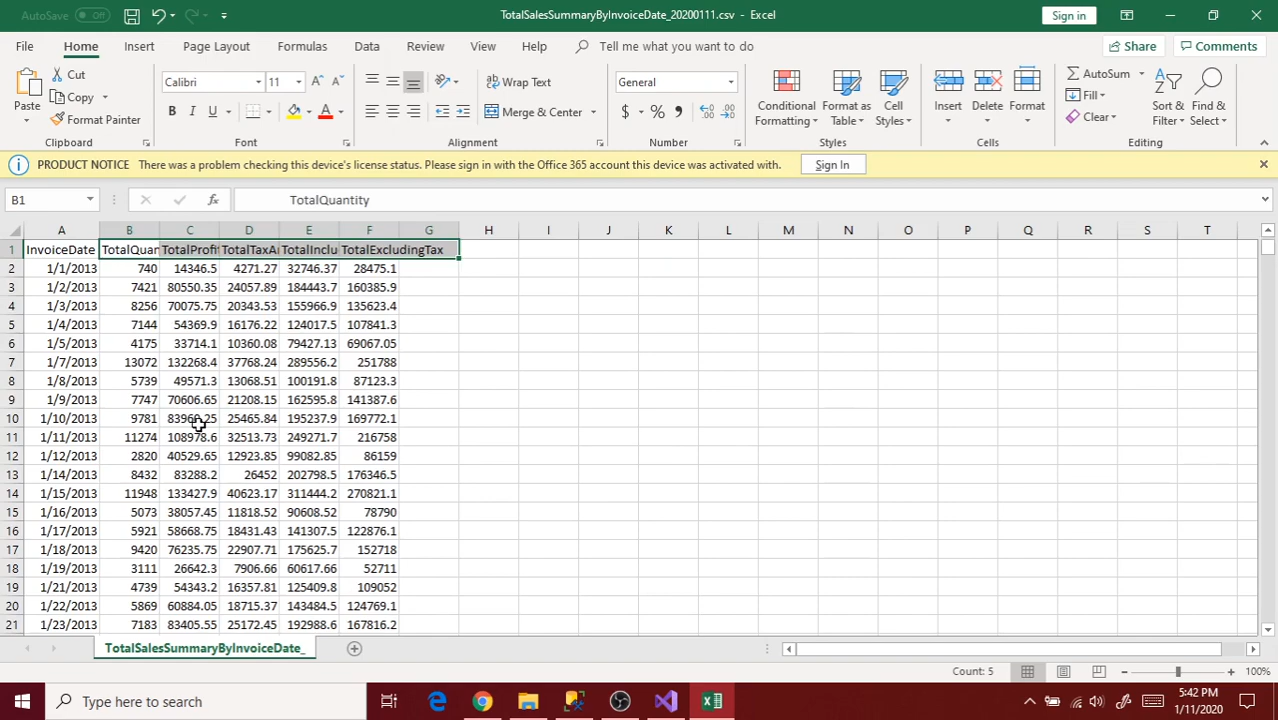 AutoSave Off TotalSalesSummaryByInvoiceDate_20200111.csv - Excel Sign in
File Home Insert Page Layout Formulas Data Review View Help Tell me what you want to do Share Comments
Paste Cut Copy Format Painter Calibri 11 Wrap Text Merge & Center General Conditional Formatting Format as Table Cell Styles Insert Delete Format AutoSum Fill Clear Sort & Filter Find & Select
Clipboard Font Alignment Number Styles Cells Editing
PRODUCT NOTICE There was a problem checking this device's license status. Please sign in with the Office 365 account this device was activated with. Sign In
B1 fx TotalQuantity
A B C D E F G H I J K L M N O P Q R S T
1 InvoiceDate TotalQuan TotalProfi TotalTaxA TotalInclu TotalExcludingTax
2 1/1/2013 740 14346.5 4271.27 32746.37 28475.1
3 1/2/2013 7421 80550.35 24057.89 184443.7 160385.9
4 1/3/2013 8256 70075.75 20343.53 155966.9 135623.4
5 1/4/2013 7144 54369.9 16176.22 124017.5 107841.3
6 1/5/2013 4175 33714.1 10360.08 79427.13 69067.05
7 1/7/2013 13072 132268.4 37768.24 289556.2 251788
8 1/8/2013 5739 49571.3 13068.51 100191.8 87123.3
9 1/9/2013 7747 70606.65 21208.15 162595.8 141387.6
10 1/10/2013 9781 25465.84 195237.9 169772.1
11 1/11/2013 11274 108978.6 32513.73 249271.7 216758
12 1/12/2013 2820 40529.65 12923.85 99082.85 86159
13 1/14/2013 8432 83288.2 26452 202798.5 176346.5
14 1/15/2013 11948 133427.9 40623.17 311444.2 270821.1
15 1/16/2013 5073 38057.45 11818.52 90608.52 78790
16 1/17/2013 5921 58668.75 18431.43 141307.5 122876.1
17 1/18/2013 9420 76235.75 22907.71 175625.7 152718
18 1/19/2013 3111 26642.3 7906.66 60617.66 52711
19 1/21/2013 4739 54343.2 16357.81 125409.8 109052
20 1/22/2013 5869 60884.05 18715.37 143484.5 124769.1
21 1/23/2013 7183 83405.55 25172.45 192988.6 167816.2
TotalSalesSummaryByInvoiceDate_
Count: 5 100%
Type here to search 5:42 PM
1/11/2020